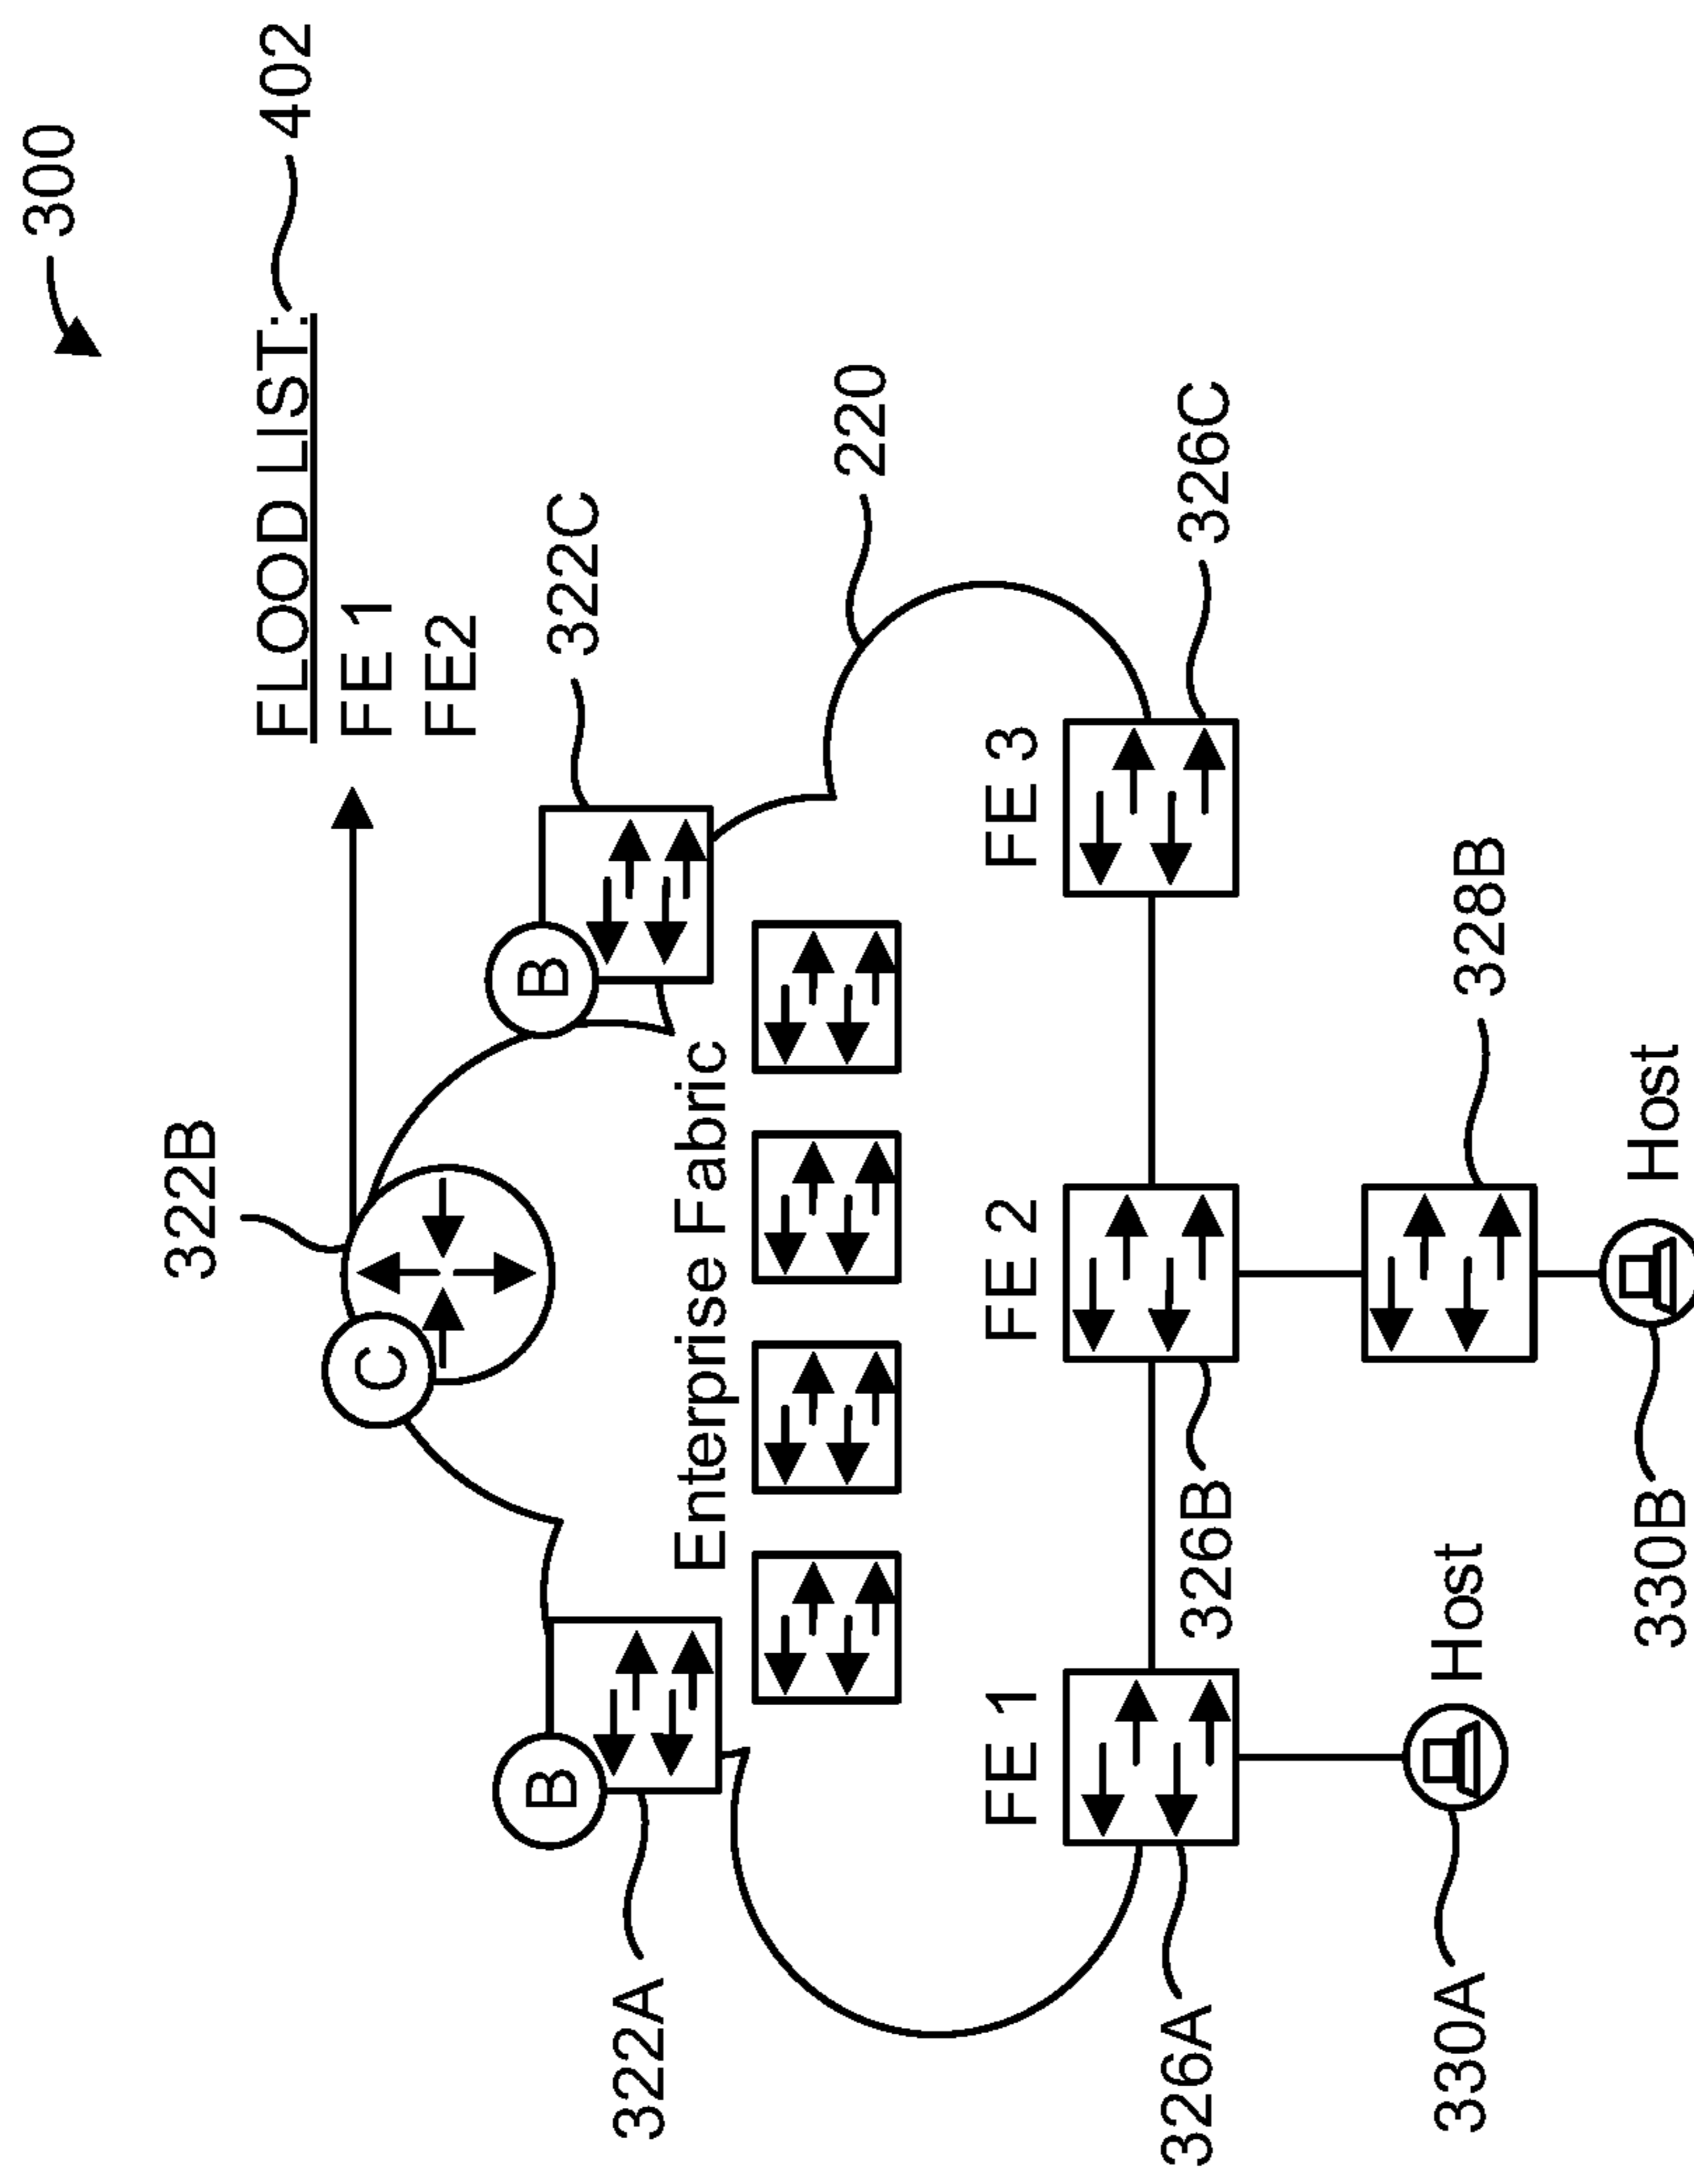 300
FLOOD LIST:
402
FE 1
FE2
322B
C
322C
B
B
322A
Enterprise Fabric
220
FE 1
FE 2
FE 3
326A
326B
326C
328B
Host
330A
Host
330B